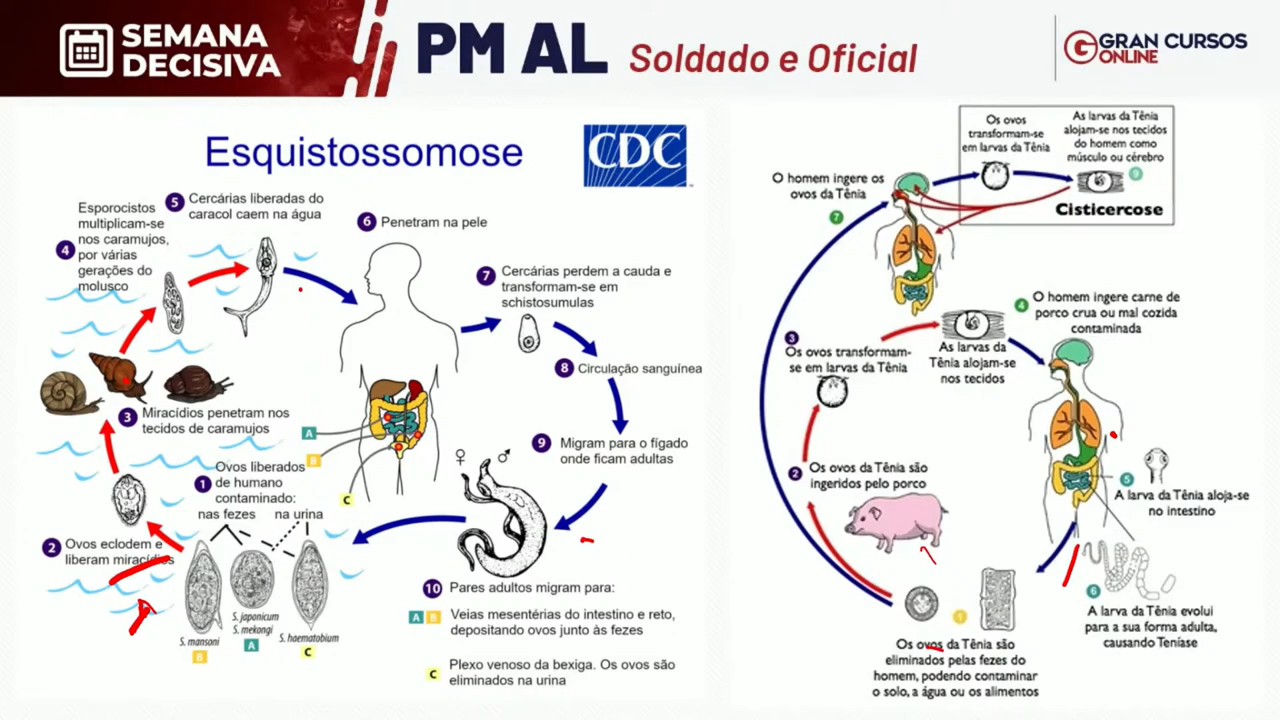 SEMANA
DECISIVA
PM AL Soldado e Oficial
GRAN CURSOS
ONLINE
Esquistossomose
CDC
5 Cercárias liberadas do
caracol caem na água
4 Esporocistos
multiplicam-se
nos caramujos,
por várias
gerações do
molusco
6 Penetram na pele
7 Cercárias perdem a cauda e
transformam-se em
schistosumulas
8 Circulação sanguínea
3 Miracídios penetram nos
tecidos de caramujos
9 Migram para o fígado
onde ficam adultas
A
B
C
♀ ♂
1 Ovos liberados
de humano
contaminado:
nas fezes na urina
2 Ovos eclodem e
liberam miracídios
S. mansoni
B
S. japonicum
S. mekongi
A
S. haematobium
C
10 Pares adultos migram para:
A B Veias mesentérias do intestino e reto,
depositando ovos junto às fezes
C Plexo venoso da bexiga. Os ovos são
eliminados na urina
Os ovos
transformam-se
em larvas da Tênia
As larvas da Tênia
alojam-se nos tecidos
do homem como
músculo ou cérebro
9
Cisticercose
O homem ingere os
ovos da Tênia
7
4 O homem ingere carne de
porco crua ou mal cozida
contaminada
3
Os ovos transformam-
se em larvas da Tênia
As larvas da
Tênia alojam-se
nos tecidos
2 Os ovos da Tênia são
ingeridos pelo porco
5
A larva da Tênia aloja-se
no intestino
6
A larva da Tênia evolui
para a sua forma adulta,
causando Teníase
1
Os ovos da Tênia são
eliminados pelas fezes do
homem, podendo contaminar
o solo, a água ou os alimentos